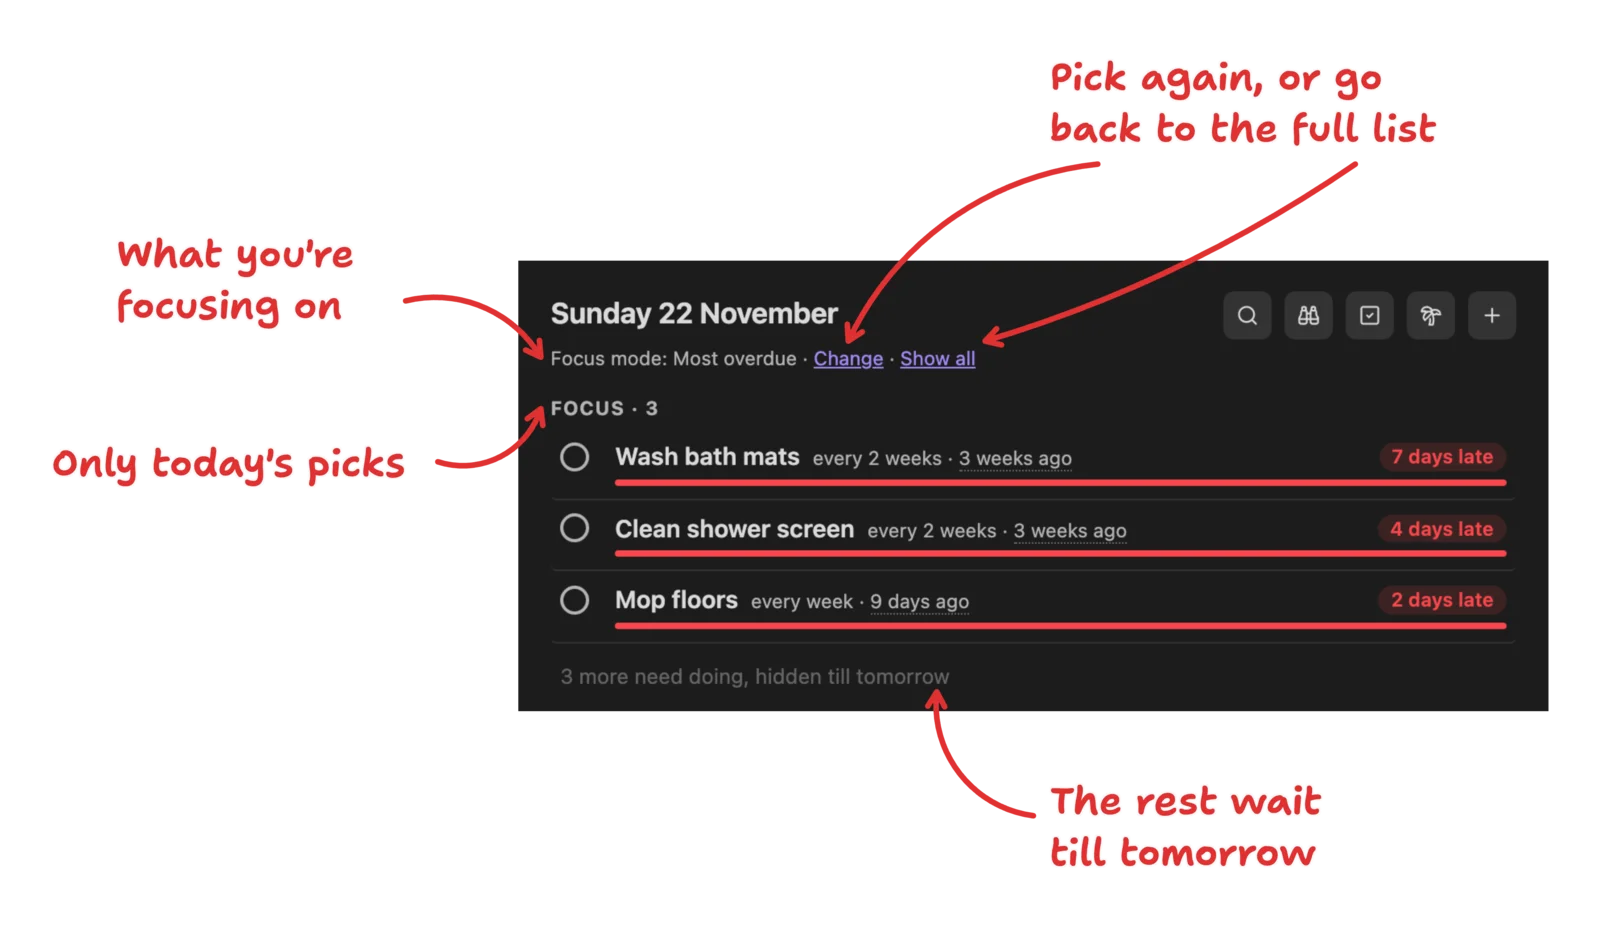 Pick again, or go
back to the full list
What you're
focusing on
Sunday 22 November
Focus mode: Most overdue · Change · Show all
FOCUS · 3
Only today's picks
Wash bath mats every 2 weeks · 3 weeks ago 7 days late
Clean shower screen every 2 weeks · 3 weeks ago 4 days late
Mop floors every week · 9 days ago 2 days late
3 more need doing, hidden till tomorrow
The rest wait
till tomorrow